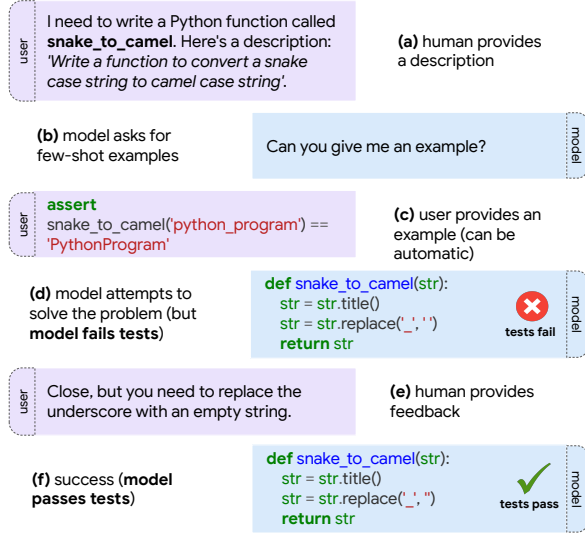 user
I need to write a Python function called
snake_to_camel. Here's a description:
'Write a function to convert a snake
case string to camel case string'.
(a) human provides
a description
(b) model asks for
few-shot examples
Can you give me an example?
model
user
assert
snake_to_camel('python_program') ==
'PythonProgram'
(c) user provides an
example (can be
automatic)
(d) model attempts to
solve the problem (but
model fails tests)
def snake_to_camel(str):
str = str.title()
str = str.replace('_', ' ')
return str
tests fail
model
user
Close, but you need to replace the
underscore with an empty string.
(e) human provides
feedback
(f) success (model
passes tests)
def snake_to_camel(str):
str = str.title()
str = str.replace('_', '')
return str
tests pass
model